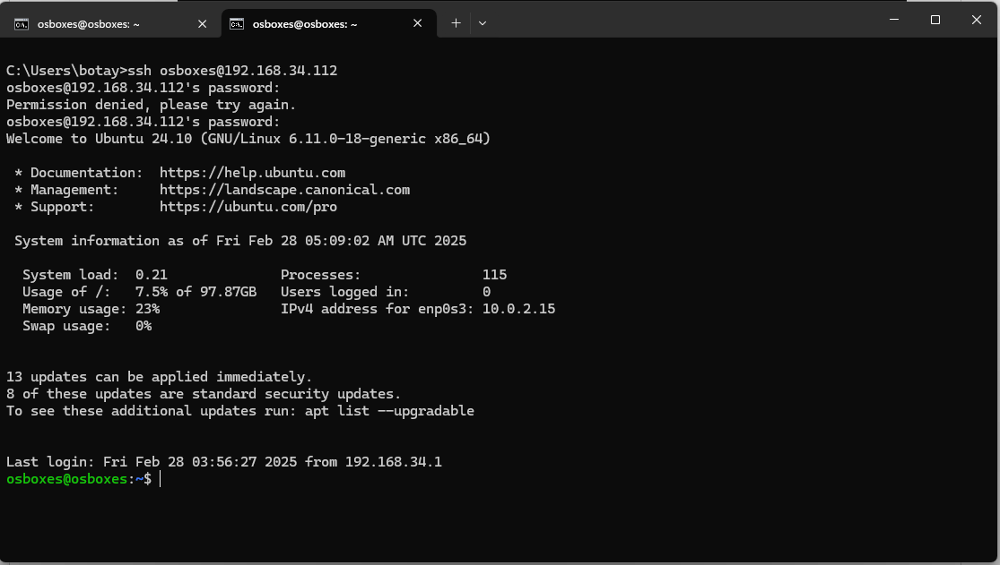 osboxes@osboxes: ~
osboxes@osboxes: ~
C:\Users\botay>ssh osboxes@192.168.34.112
osboxes@192.168.34.112's password:
Permission denied, please try again.
osboxes@192.168.34.112's password:
Welcome to Ubuntu 24.10 (GNU/Linux 6.11.0-18-generic x86_64)
* Documentation:  https://help.ubuntu.com
* Management:     https://landscape.canonical.com
* Support:        https://ubuntu.com/pro
System information as of Fri Feb 28 05:09:02 AM UTC 2025
System load:  0.21              Processes:               115
Usage of /:   7.5% of 97.87GB   Users logged in:         0
Memory usage: 23%               IPv4 address for enp0s3: 10.0.2.15
Swap usage:   0%
13 updates can be applied immediately.
8 of these updates are standard security updates.
To see these additional updates run: apt list --upgradable
Last login: Fri Feb 28 03:56:27 2025 from 192.168.34.1
osboxes@osboxes:~$